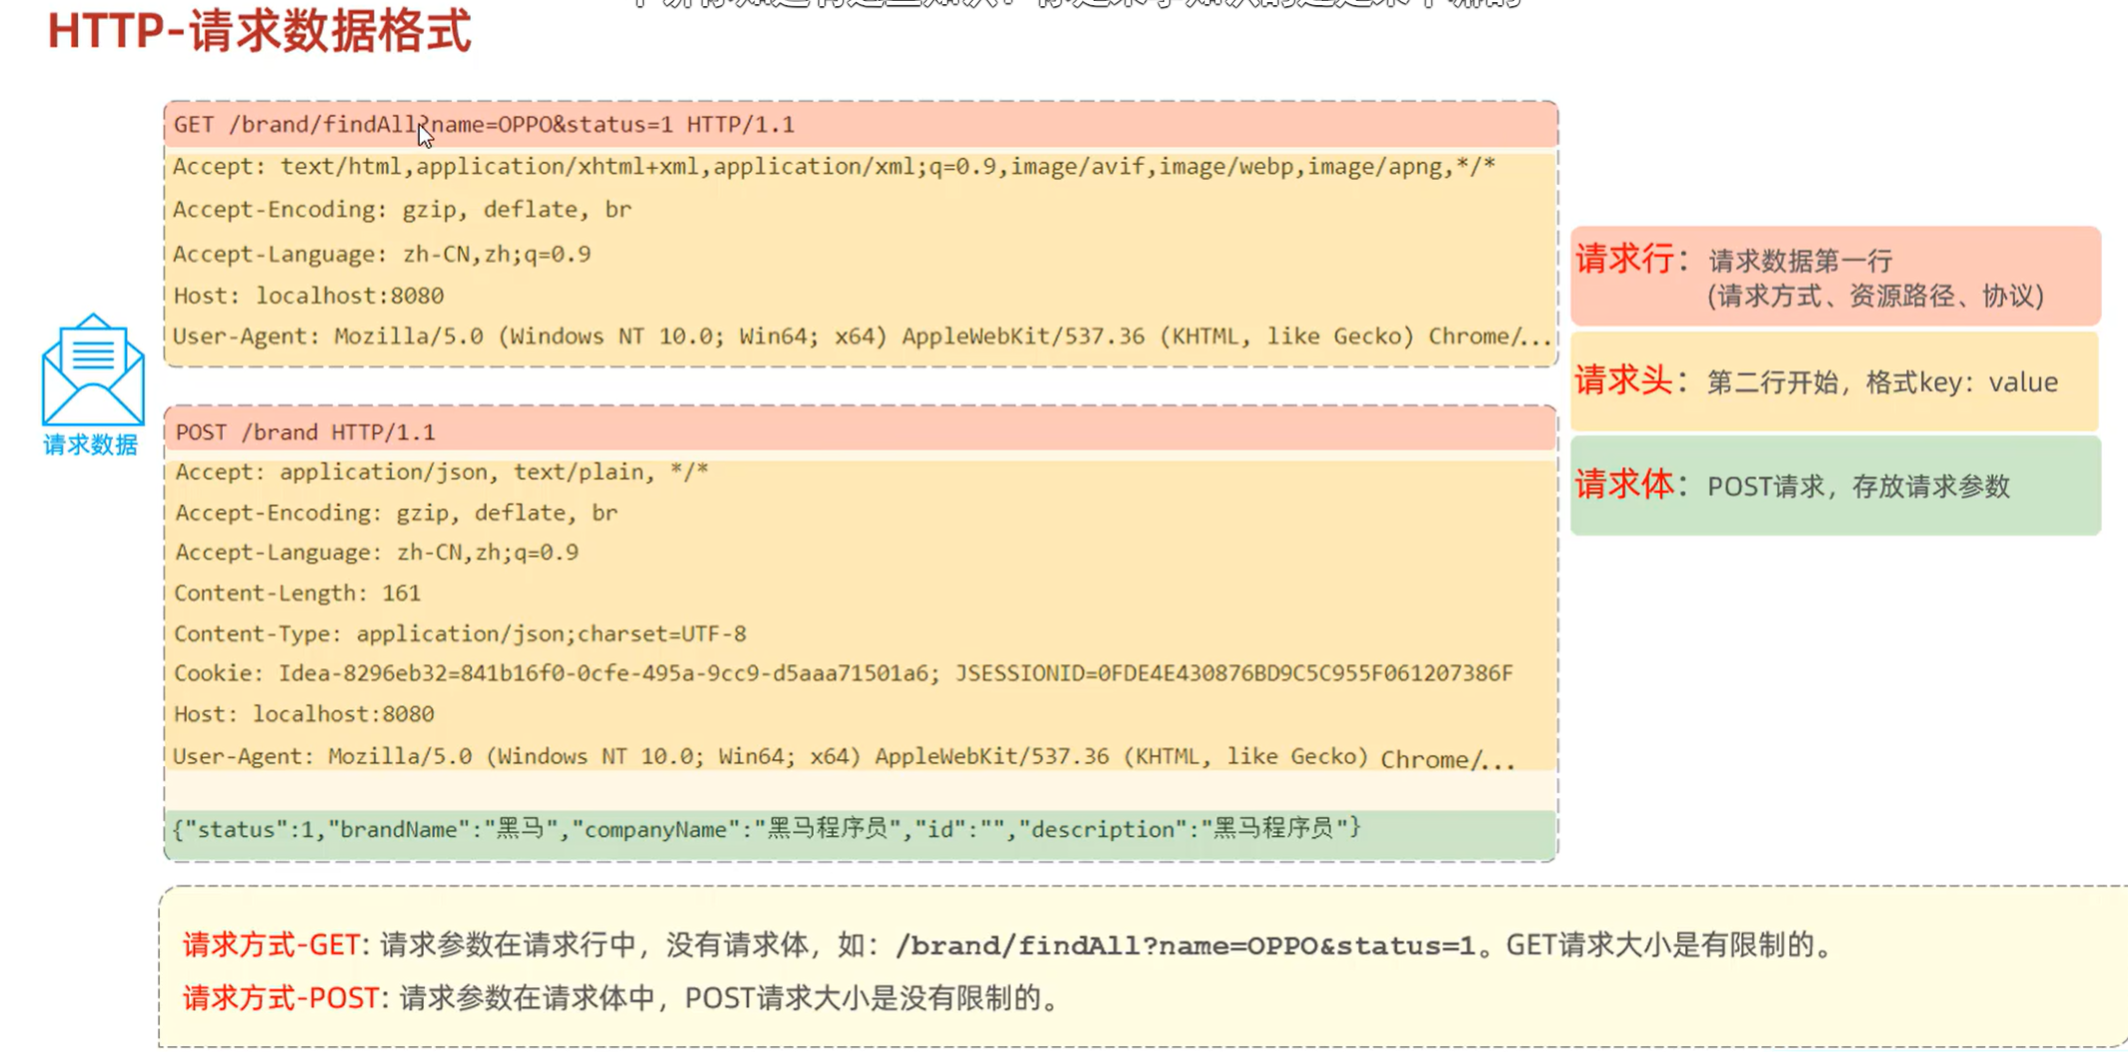 HTTP-请求数据格式
GET /brand/findAll?name=OPPO&status=1 HTTP/1.1
Accept: text/html,application/xhtml+xml,application/xml;q=0.9,image/avif,image/webp,image/apng,*/*
Accept-Encoding: gzip, deflate, br
Accept-Language: zh-CN,zh;q=0.9
Host: localhost:8080
User-Agent: Mozilla/5.0 (Windows NT 10.0; Win64; x64) AppleWebKit/537.36 (KHTML, like Gecko) Chrome/...
请求数据
POST /brand HTTP/1.1
Accept: application/json, text/plain, */*
Accept-Encoding: gzip, deflate, br
Accept-Language: zh-CN,zh;q=0.9
Content-Length: 161
Content-Type: application/json;charset=UTF-8
Cookie: Idea-8296eb32=841b16f0-0cfe-495a-9cc9-d5aaa71501a6; JSESSIONID=0FDE4E430876BD9C5C955F061207386F
Host: localhost:8080
User-Agent: Mozilla/5.0 (Windows NT 10.0; Win64; x64) AppleWebKit/537.36 (KHTML, like Gecko) Chrome/...
{"status":1,"brandName":"黑马","companyName":"黑马程序员","id":"","description":"黑马程序员"}
请求行：请求数据第一行
(请求方式、资源路径、协议)
请求头：第二行开始，格式key：value
请求体：POST请求，存放请求参数
请求方式-GET: 请求参数在请求行中，没有请求体，如：/brand/findAll?name=OPPO&status=1。GET请求大小是有限制的。
请求方式-POST: 请求参数在请求体中，POST请求大小是没有限制的。